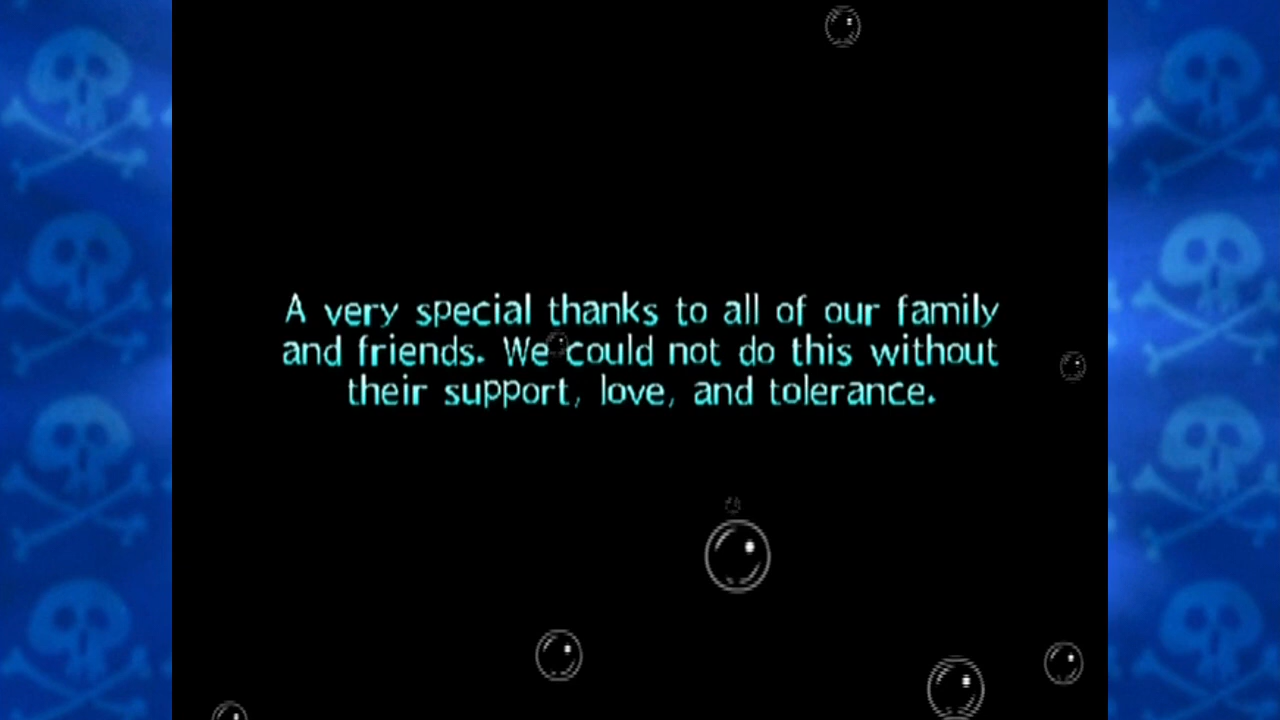 A very special thanks to all of our family
and friends. We could not do this without
their support, love, and tolerance.